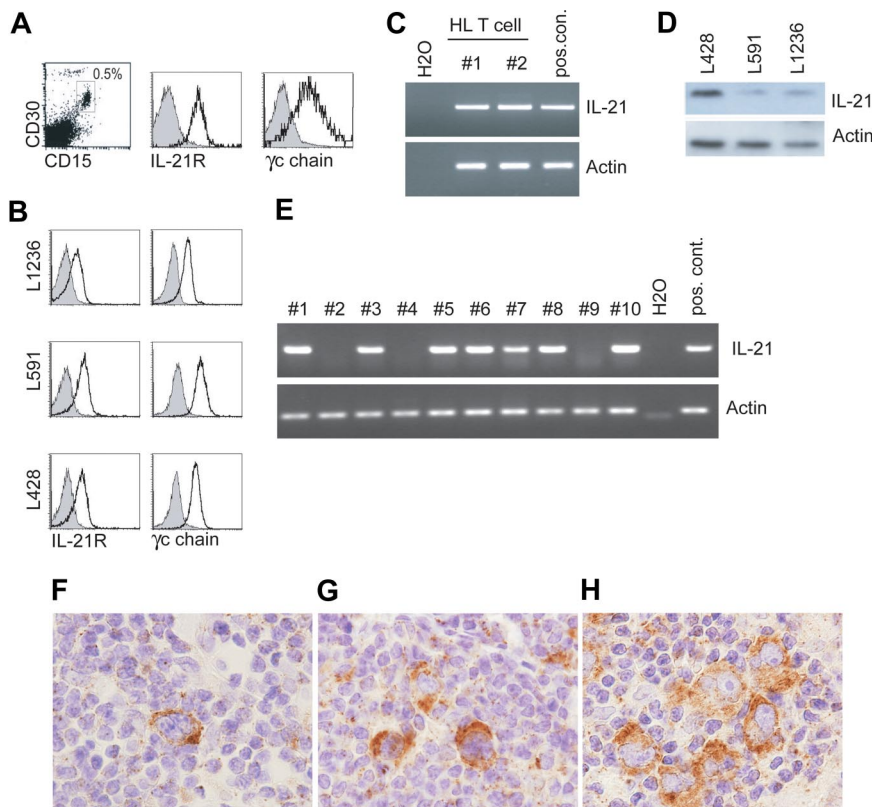 A
CD30
0.5%
CD15
IL-21R
γc chain
B
L1236
L591
L428
IL-21R
γc chain
C
H2O
HL T cell
#1 #2
pos.con.
IL-21
Actin
D
L428
L591
L1236
IL-21
Actin
E
#1 #2 #3 #4 #5 #6 #7 #8 #9 #10 H2O pos. cont.
IL-21
Actin
F
G
H